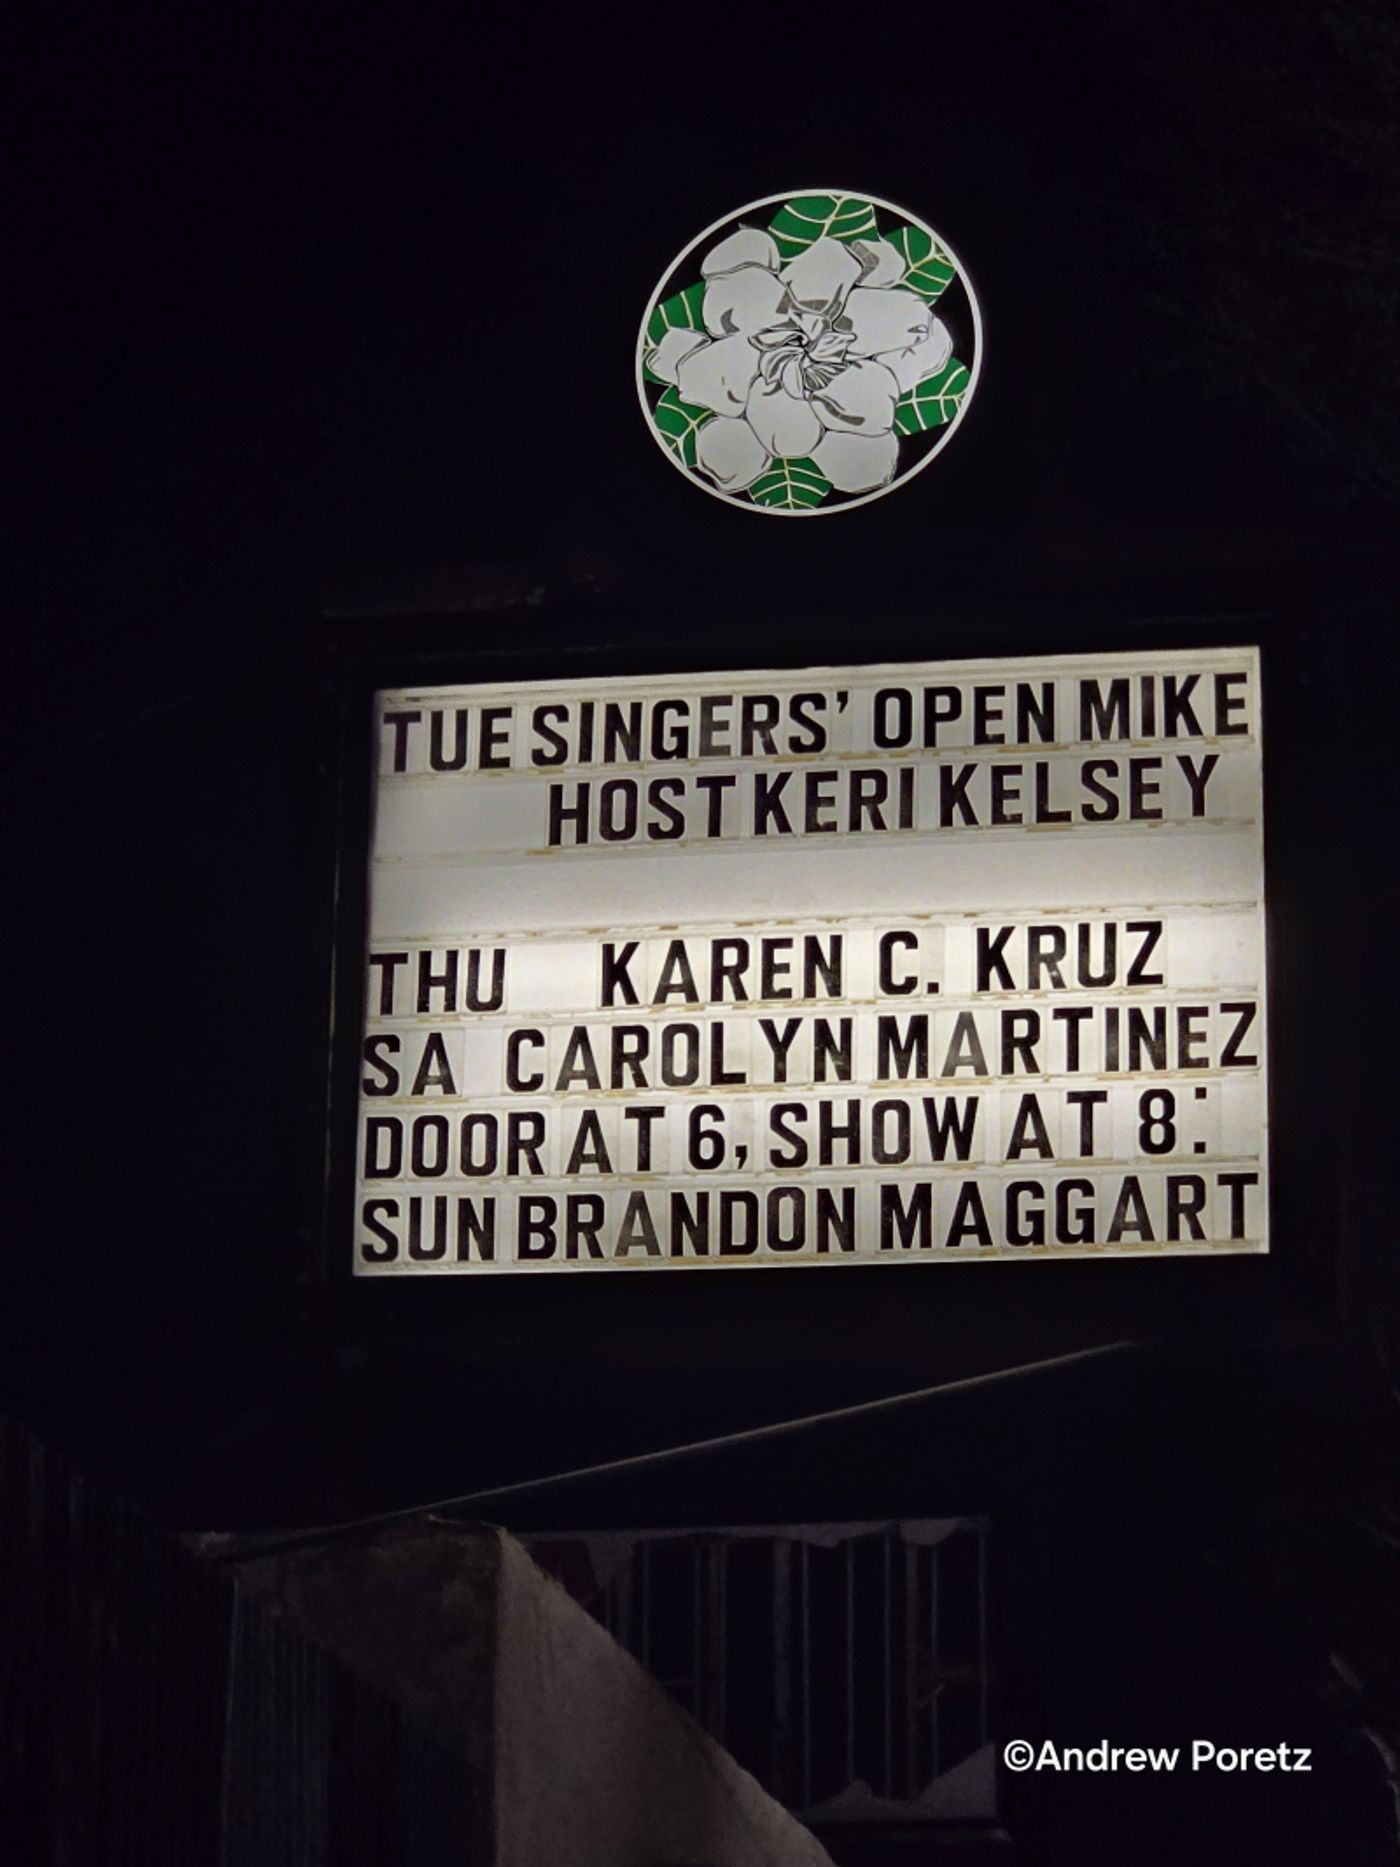 TUE SINGERS' OPEN MIKE
HOST KERI KELSEY
THU KAREN C. KRUZ
SA CAROLYN MARTINEZ
DOOR AT 6, SHOW AT 8:
SUN BRANDON MAGGART
©Andrew Poretz